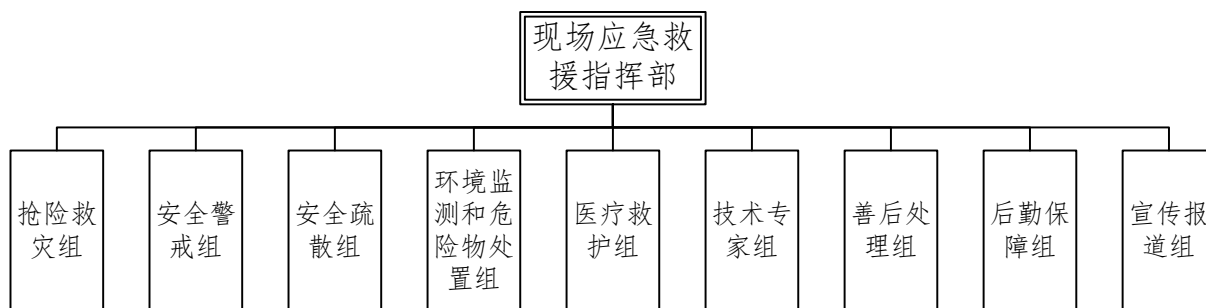 现场应急救
援指挥部
抢险救
灾组
安全警
戒组
安全疏
散组
环境监
测和危
险物处
置组
医疗救
护组
技术专
家组
善后处
理组
后勤保
障组
宣传报
道组